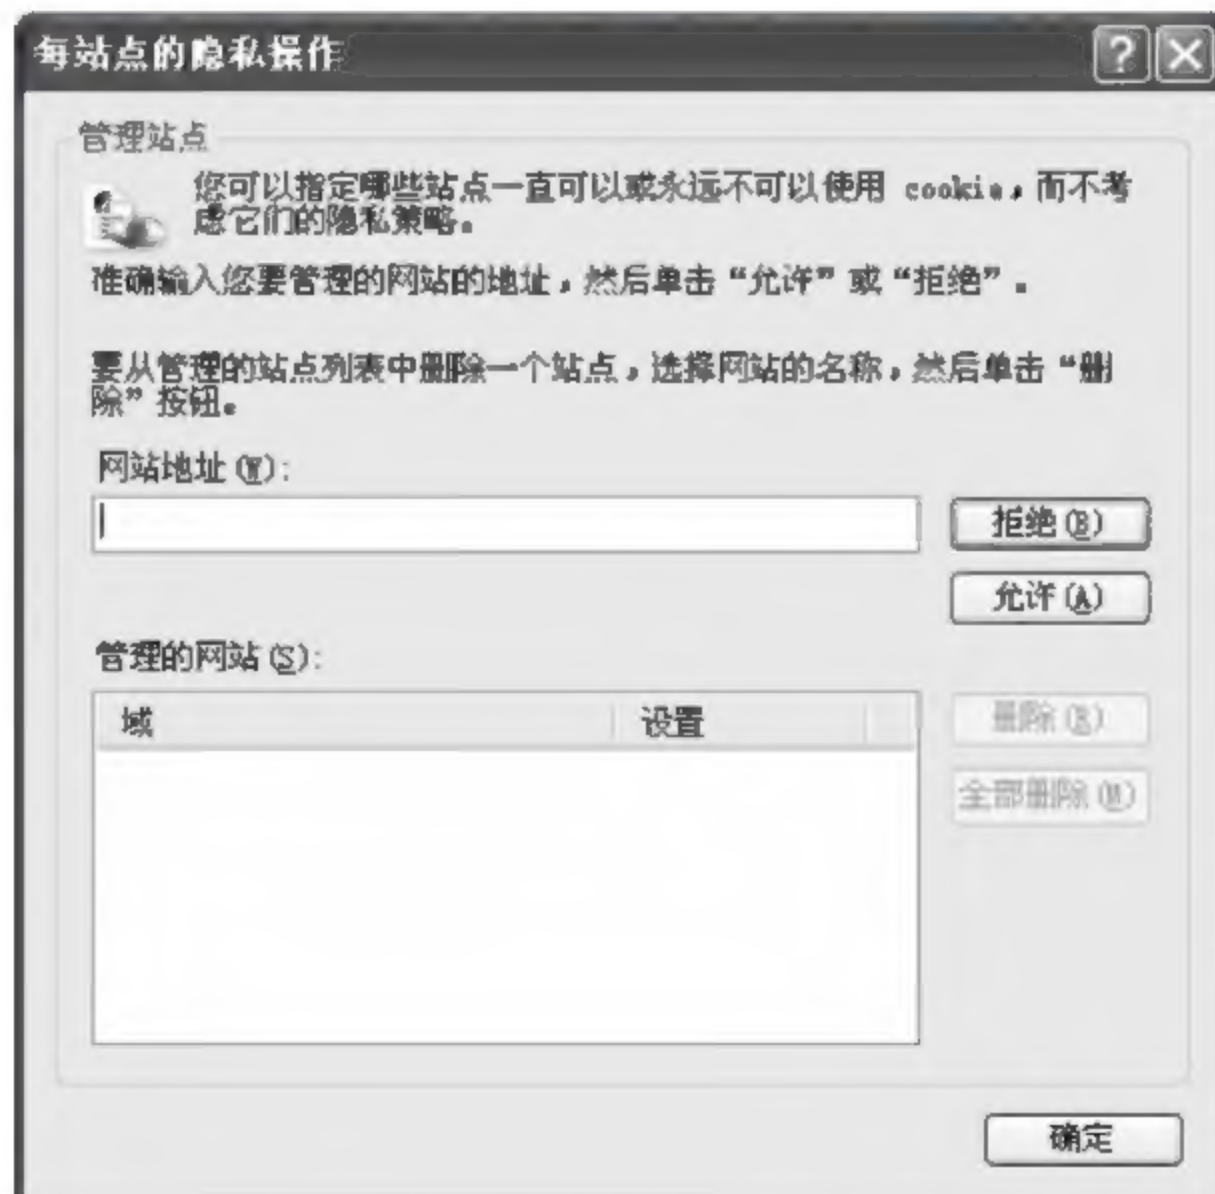 每站点的隐私操作
管理站点
您可以指定哪些站点一直可以或永远不可以使用 cookie，而不考
虑它们的隐私策略。
准确输入您要管理的网站的地址，然后单击“允许”或“拒绝”。
要从管理的站点列表中删除一个站点，选择网站的名称，然后单击“删
除”按钮。
网站地址(W):
拒绝(B)
允许(A)
管理的网站(S):
域 设置
删除(R)
全部删除(M)
确定